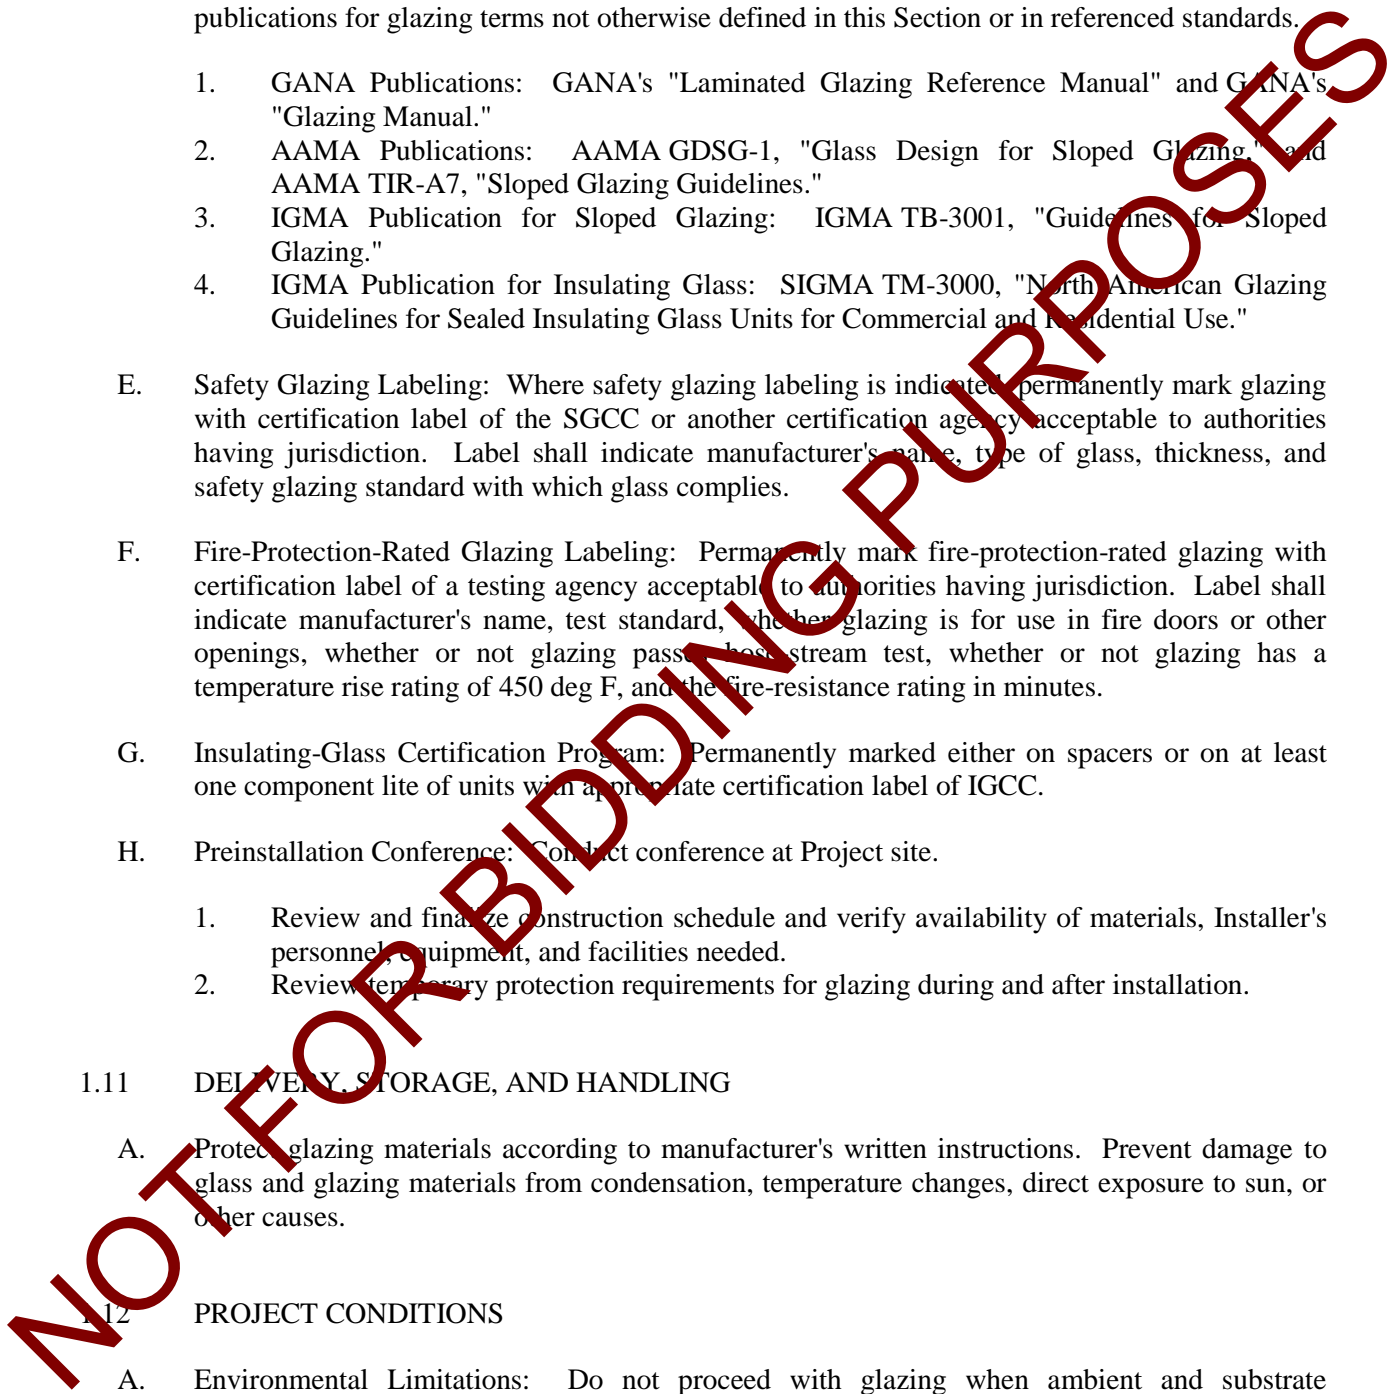 publications for glazing terms not otherwise defined in this Section or in referenced standards.
1. GANA Publications: GANA's "Laminated Glazing Reference Manual" and GANA's
"Glazing Manual."
2. AAMA Publications: AAMA GDSG-1, "Glass Design for Sloped Glazing," and
AAMA TIR-A7, "Sloped Glazing Guidelines."
3. IGMA Publication for Sloped Glazing: IGMA TB-3001, "Guidelines for Sloped
Glazing."
4. IGMA Publication for Insulating Glass: SIGMA TM-3000, "North American Glazing
Guidelines for Sealed Insulating Glass Units for Commercial and Residential Use."
E. Safety Glazing Labeling: Where safety glazing labeling is indicated, permanently mark glazing
with certification label of the SGCC or another certification agency acceptable to authorities
having jurisdiction. Label shall indicate manufacturer's name, type of glass, thickness, and
safety glazing standard with which glass complies.
F. Fire-Protection-Rated Glazing Labeling: Permanently mark fire-protection-rated glazing with
certification label of a testing agency acceptable to authorities having jurisdiction. Label shall
indicate manufacturer's name, test standard, whether glazing is for use in fire doors or other
openings, whether or not glazing passes hose-stream test, whether or not glazing has a
temperature rise rating of 450 deg F, and the fire-resistance rating in minutes.
G. Insulating-Glass Certification Program: Permanently marked either on spacers or on at least
one component lite of units with appropriate certification label of IGCC.
H. Preinstallation Conference: Conduct conference at Project site.
1. Review and finalize construction schedule and verify availability of materials, Installer's
personnel, equipment, and facilities needed.
2. Review temporary protection requirements for glazing during and after installation.
1.11 DELIVERY, STORAGE, AND HANDLING
A. Protect glazing materials according to manufacturer's written instructions. Prevent damage to
glass and glazing materials from condensation, temperature changes, direct exposure to sun, or
other causes.
1.12 PROJECT CONDITIONS
A. Environmental Limitations: Do not proceed with glazing when ambient and substrate
NOT FOR BIDDING PURPOSES